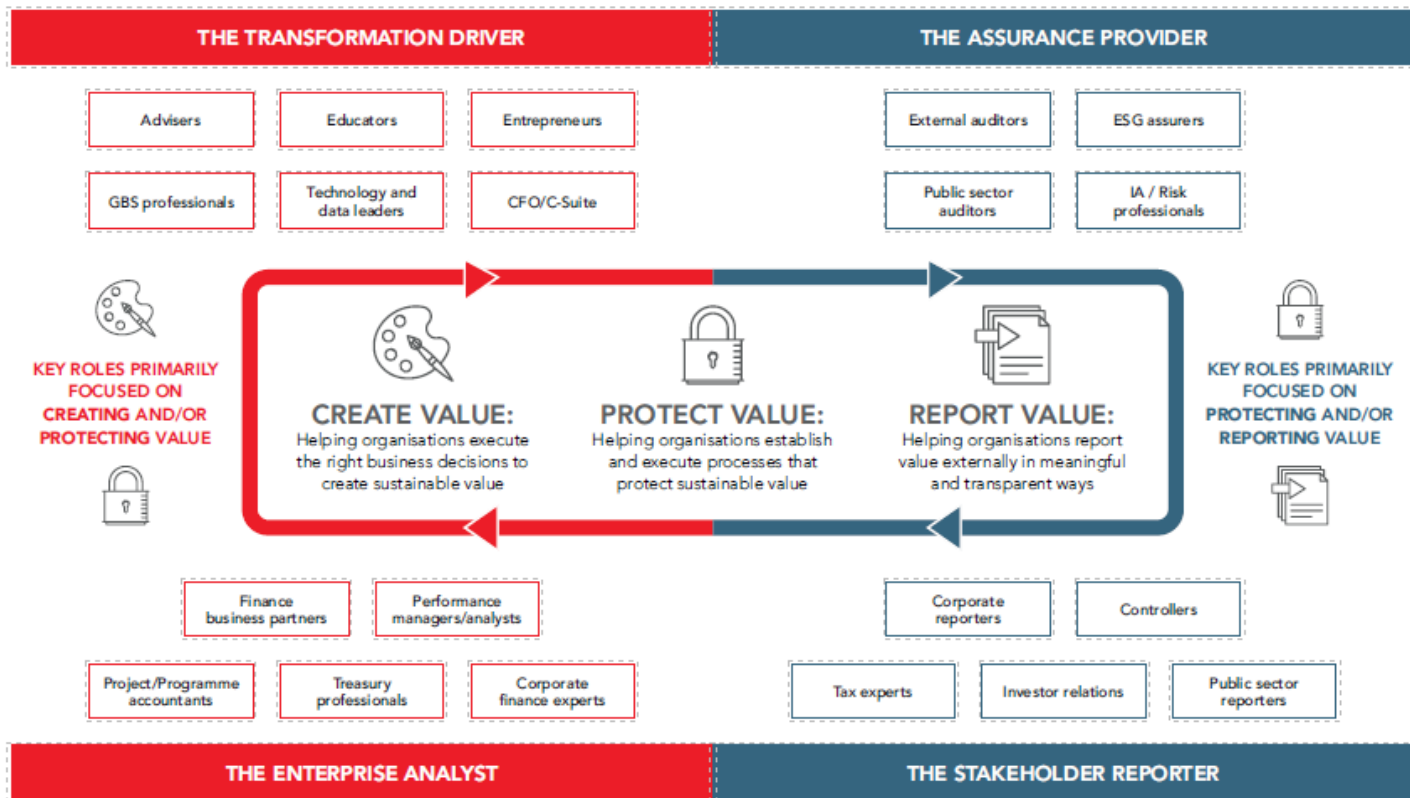 THE TRANSFORMATION DRIVER
THE ASSURANCE PROVIDER
Advisers
Educators
Entrepreneurs
External auditors
ESG assurers
GBS professionals
Technology and
data leaders
CFO/C-Suite
Public sector
auditors
IA / Risk
professionals
KEY ROLES PRIMARILY
FOCUSED ON
CREATING AND/OR
PROTECTING VALUE
CREATE VALUE:
Helping organisations execute
the right business decisions to
create sustainable value
PROTECT VALUE:
Helping organisations establish
and execute processes that
protect sustainable value
REPORT VALUE:
Helping organisations report
value externally in meaningful
and transparent ways
KEY ROLES PRIMARILY
FOCUSED ON
PROTECTING AND/OR
REPORTING VALUE
Finance
business partners
Performance
managers/analysts
Corporate
reporters
Controllers
Project/Programme
accountants
Treasury
professionals
Corporate
finance experts
Tax experts
Investor relations
Public sector
reporters
THE ENTERPRISE ANALYST
THE STAKEHOLDER REPORTER